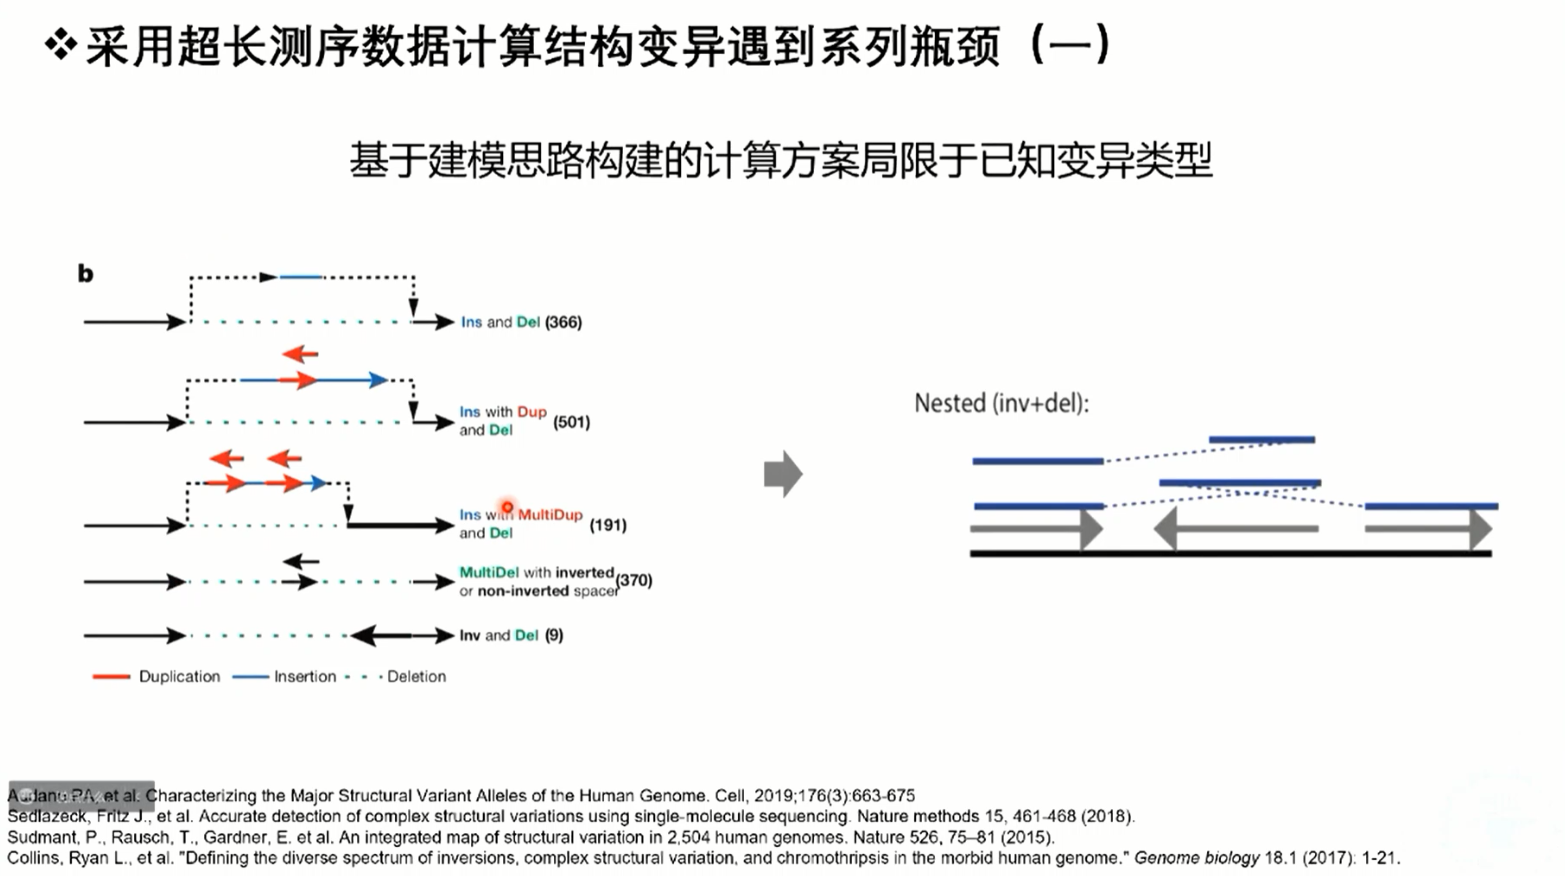 ❖采用超长测序数据计算结构变异遇到系列瓶颈（一）
基于建模思路构建的计算方案局限于已知变异类型
b
Ins and Del (366)
Ins with Dup
and Del (501)
Ins with MultiDup
and Del (191)
MultiDel with inverted
or non-inverted spacer (370)
Inv and Del (9)
Duplication Insertion Deletion
Nested (inv+del):
et al. Characterizing the Major Structural Variant Alleles of the Human Genome. Cell, 2019;176(3):663-675
Sedlazeck, Fritz J., et al. Accurate detection of complex structural variations using single-molecule sequencing. Nature methods 15, 461-468 (2018).
Sudmant, P., Rausch, T., Gardner, E. et al. An integrated map of structural variation in 2,504 human genomes. Nature 526, 75–81 (2015).
Collins, Ryan L., et al. "Defining the diverse spectrum of inversions, complex structural variation, and chromothripsis in the morbid human genome." Genome biology 18.1 (2017): 1-21.